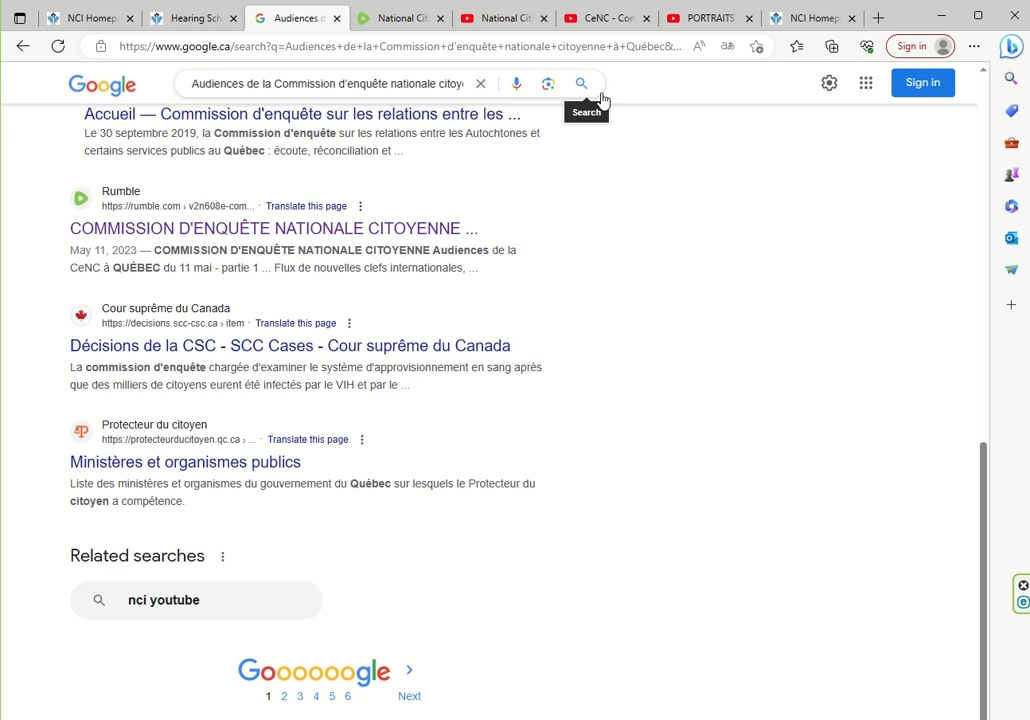 NCI Home
Hearing Sch
Audiences d
National Citi
National Citi
CeNC - Con
PORTRAITS
NCI Home
https://www.google.ca/search?q=Audiences+de+la+Commission+d'enquête+nationale+citoyenne+à+Québec&...
Sign in
Google
Audiences de la Commission d'enquête nationale citoye
Sign in
Search
Accueil — Commission d'enquête sur les relations entre les ...
Le 30 septembre 2019, la Commission d'enquête sur les relations entre les Autochtones et
certains services publics au Québec : écoute, réconciliation et ...
Rumble
https://rumble.com › v2n608e-com... · Translate this page
COMMISSION D'ENQUÊTE NATIONALE CITOYENNE ...
May 11, 2023 — COMMISSION D'ENQUÊTE NATIONALE CITOYENNE Audiences de la
CeNC à QUÉBEC du 11 mai - partie 1 ... Flux de nouvelles clefs internationales, ...
Cour suprême du Canada
https://decisions.scc-csc.ca › item · Translate this page
Décisions de la CSC - SCC Cases - Cour suprême du Canada
La commission d'enquête chargée d'examiner le système d'approvisionnement en sang après
que des milliers de citoyens eurent été infectés par le VIH et par le ...
Protecteur du citoyen
https://protecteurducitoyen.qc.ca › ... · Translate this page
Ministères et organismes publics
Liste des ministères et organismes du gouvernement du Québec sur lesquels le Protecteur du
citoyen a compétence.
Related searches
nci youtube
Goooooogle >
1 2 3 4 5 6 Next